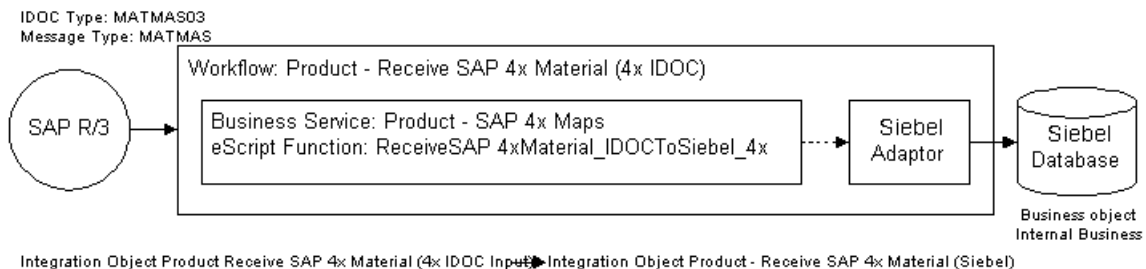 IDOC Type: MATMAS03
Message Type: MATMAS
Workflow: Product - Receive SAP 4x Material (4x IDOC)
SAP R/3
Business Service: Product - SAP 4x Maps
eScript Function: ReceiveSAP 4xMaterial_IDOCToSiebel_4x
Siebel
Adaptor
Siebel
Database
Business object
Internal Business
Integration Object Product Receive SAP 4x Material (4x IDOC Input) Integration Object Product - Receive SAP 4x Material (Siebel)